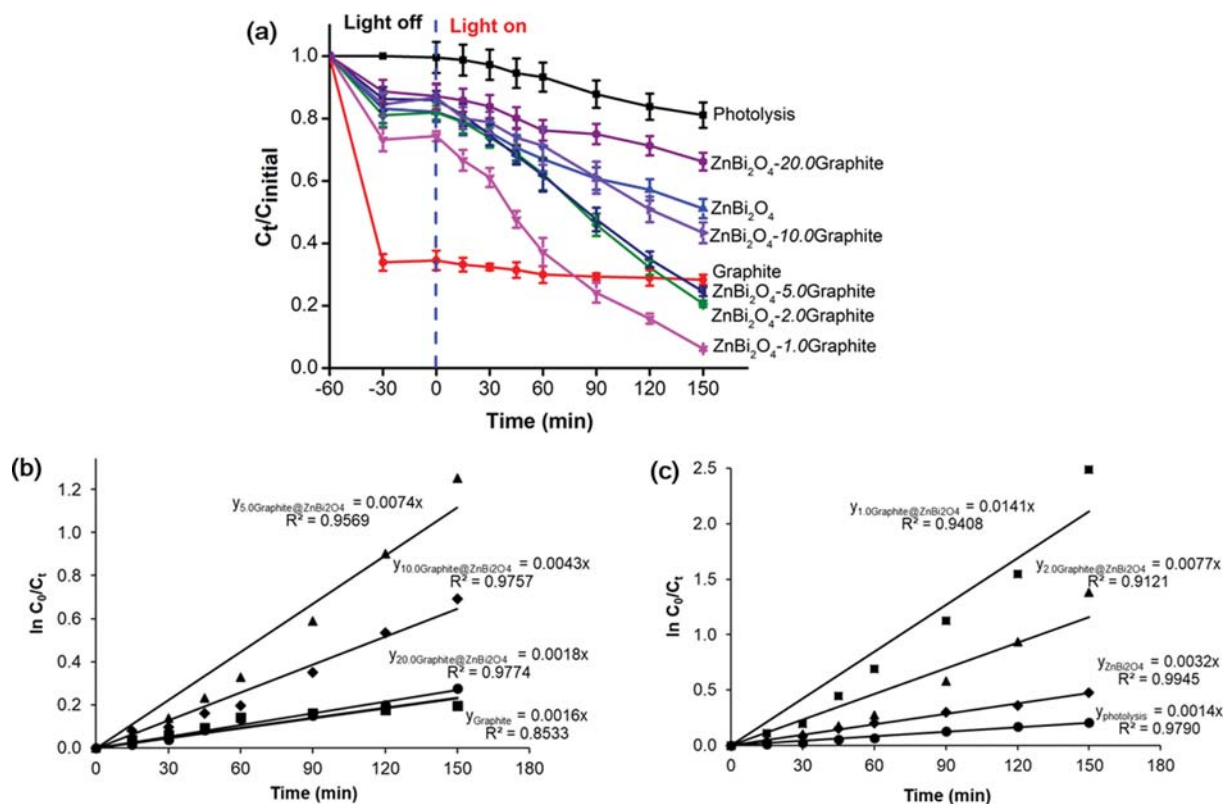 (a)
Light off
Light on
1.0
0.8
0.6
0.4
0.2
0.0
Cₜ/C_initial
-60 -30 0 30 60 90 120 150
Time (min)
Photolysis
ZnBi₂O₄-20.0Graphite
ZnBi₂O₄
ZnBi₂O₄-10.0Graphite
Graphite
ZnBi₂O₄-5.0Graphite
ZnBi₂O₄-2.0Graphite
ZnBi₂O₄-1.0Graphite
(b)
1.2
1.0
0.8
0.6
0.4
0.2
0.0
ln C₀/Cₜ
y5.0Graphite@ZnBi2O4 = 0.0074x
R² = 0.9569
y10.0Graphite@ZnBi2O4 = 0.0043x
R² = 0.9757
y20.0Graphite@ZnBi2O4 = 0.0018x
R² = 0.9774
yGraphite = 0.0016x
R² = 0.8533
0 30 60 90 120 150 180
Time (min)
(c)
2.5
2.0
1.5
1.0
0.5
0.0
ln C₀/Cₜ
y1.0Graphite@ZnBi2O4 = 0.0141x
R² = 0.9408
y2.0Graphite@ZnBi2O4 = 0.0077x
R² = 0.9121
yZnBi2O4 = 0.0032x
R² = 0.9945
yphotolysis = 0.0014x
R² = 0.9790
0 30 60 90 120 150 180
Time (min)